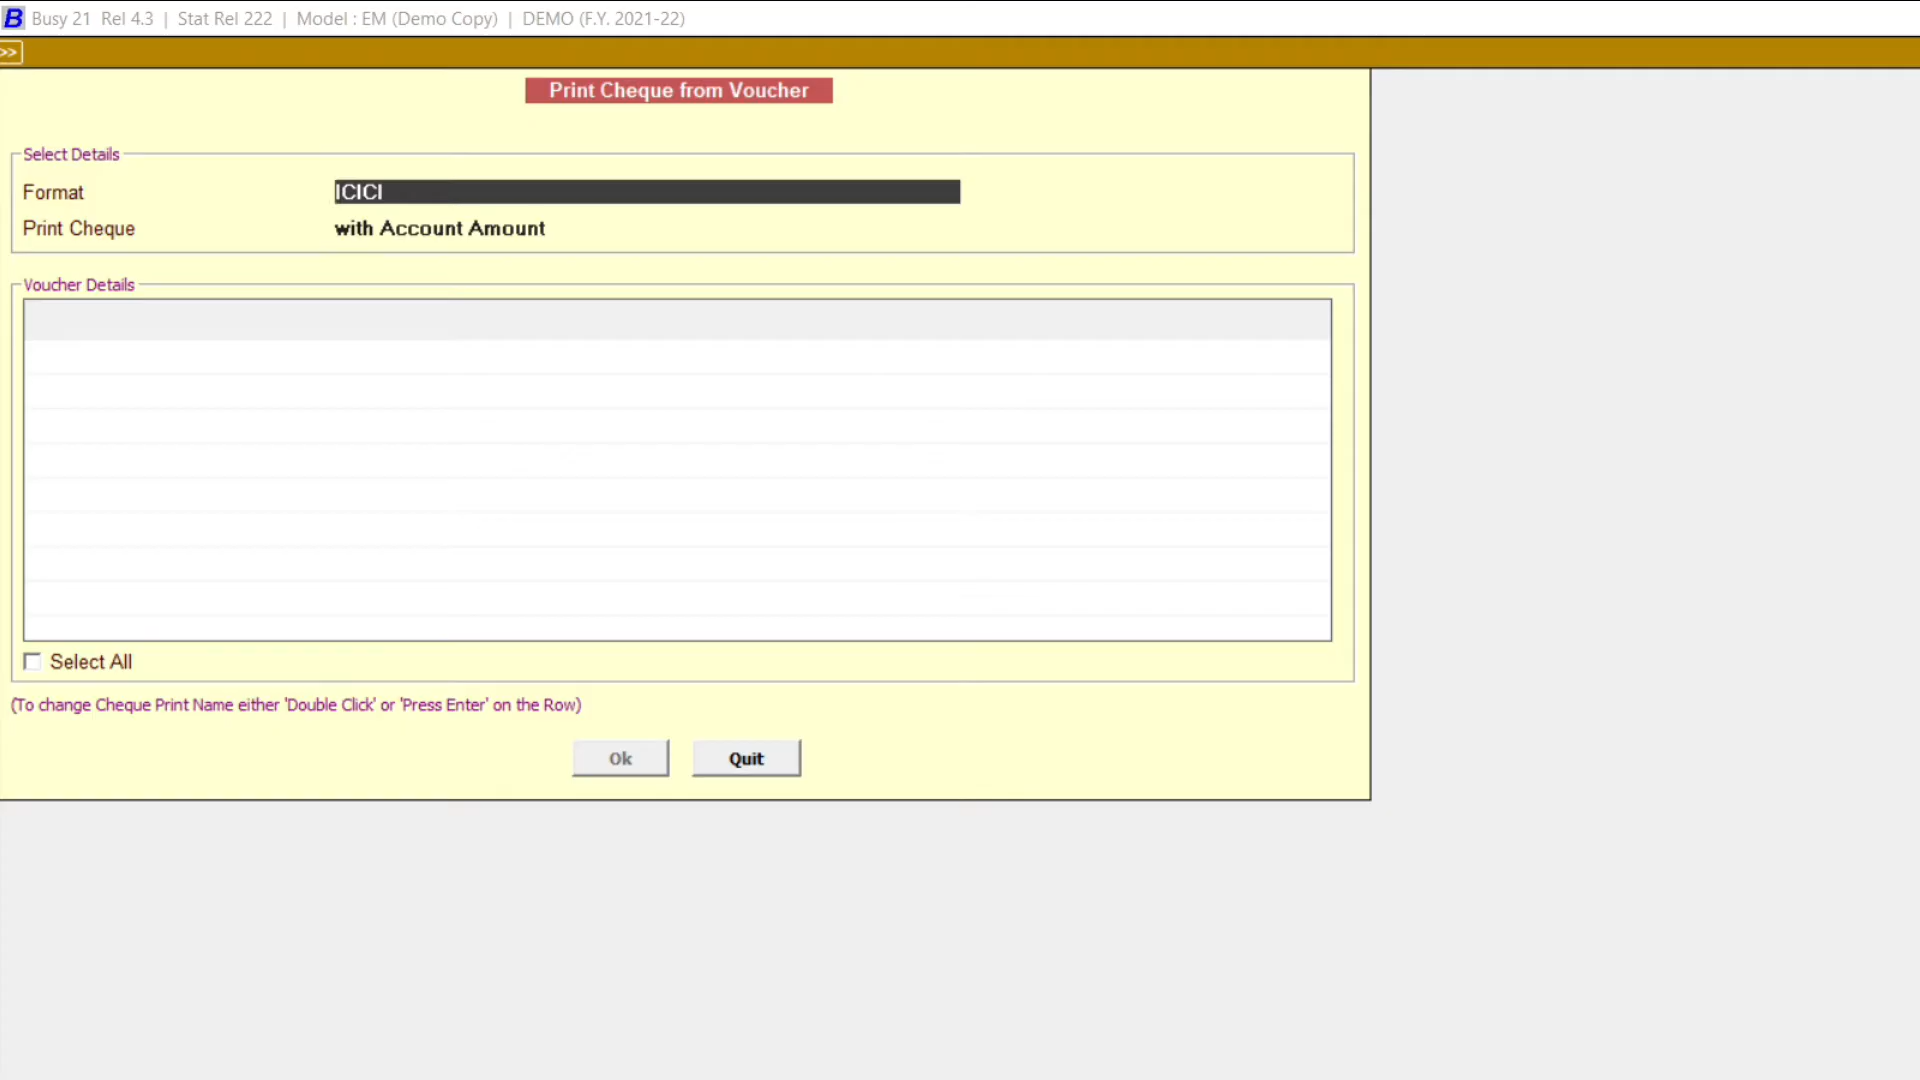 B Busy 21 Rel 4.3 | Stat Rel 222 | Model : EM (Demo Copy) | DEMO (F.Y. 2021-22)
>>
Print Cheque from Voucher
Select Details
Format ICICI
Print Cheque with Account Amount
Voucher Details
Select All
(To change Cheque Print Name either 'Double Click' or 'Press Enter' on the Row)
Ok Quit